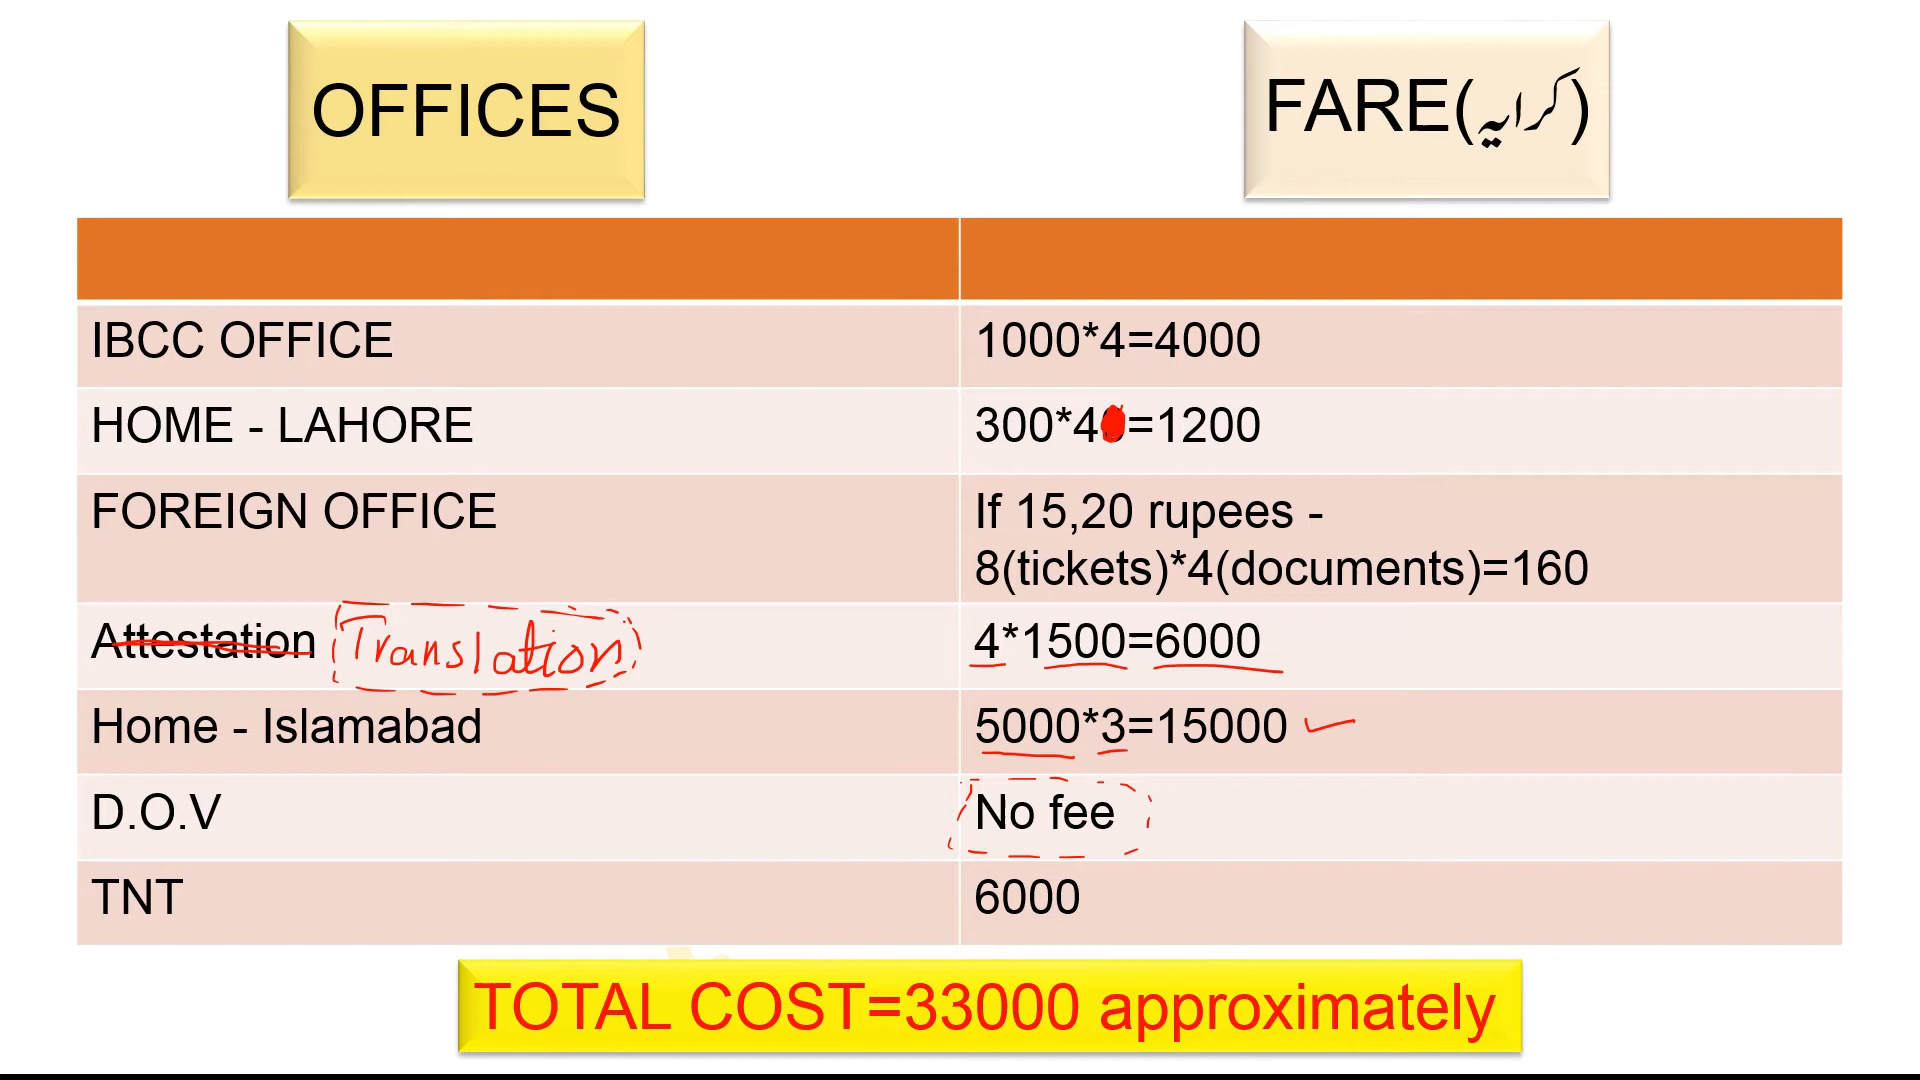 OFFICES
FARE(کرایہ)
IBCC OFFICE
1000*4=4000
HOME - LAHORE
300*4=1200
FOREIGN OFFICE
If 15,20 rupees -
8(tickets)*4(documents)=160
Attestation Translation
4*1500=6000
Home - Islamabad
5000*3=15000
D.O.V
No fee
TNT
6000
TOTAL COST=33000 approximately